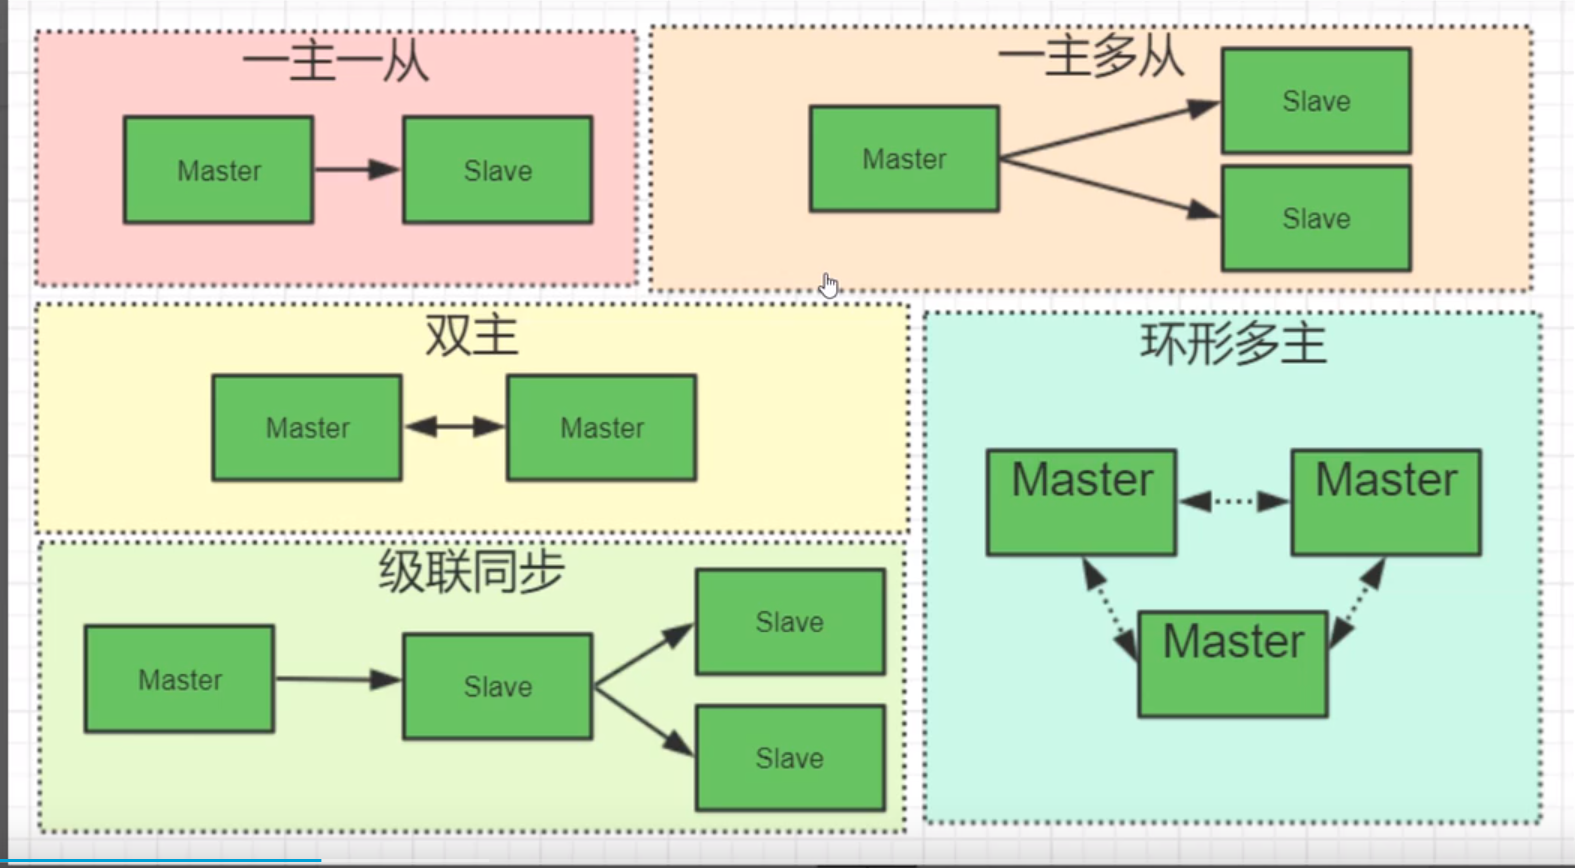 一主一从
Master
Slave
一主多从
Master
Slave
Slave
双主
Master
Master
环形多主
Master
Master
Master
级联同步
Master
Slave
Slave
Slave